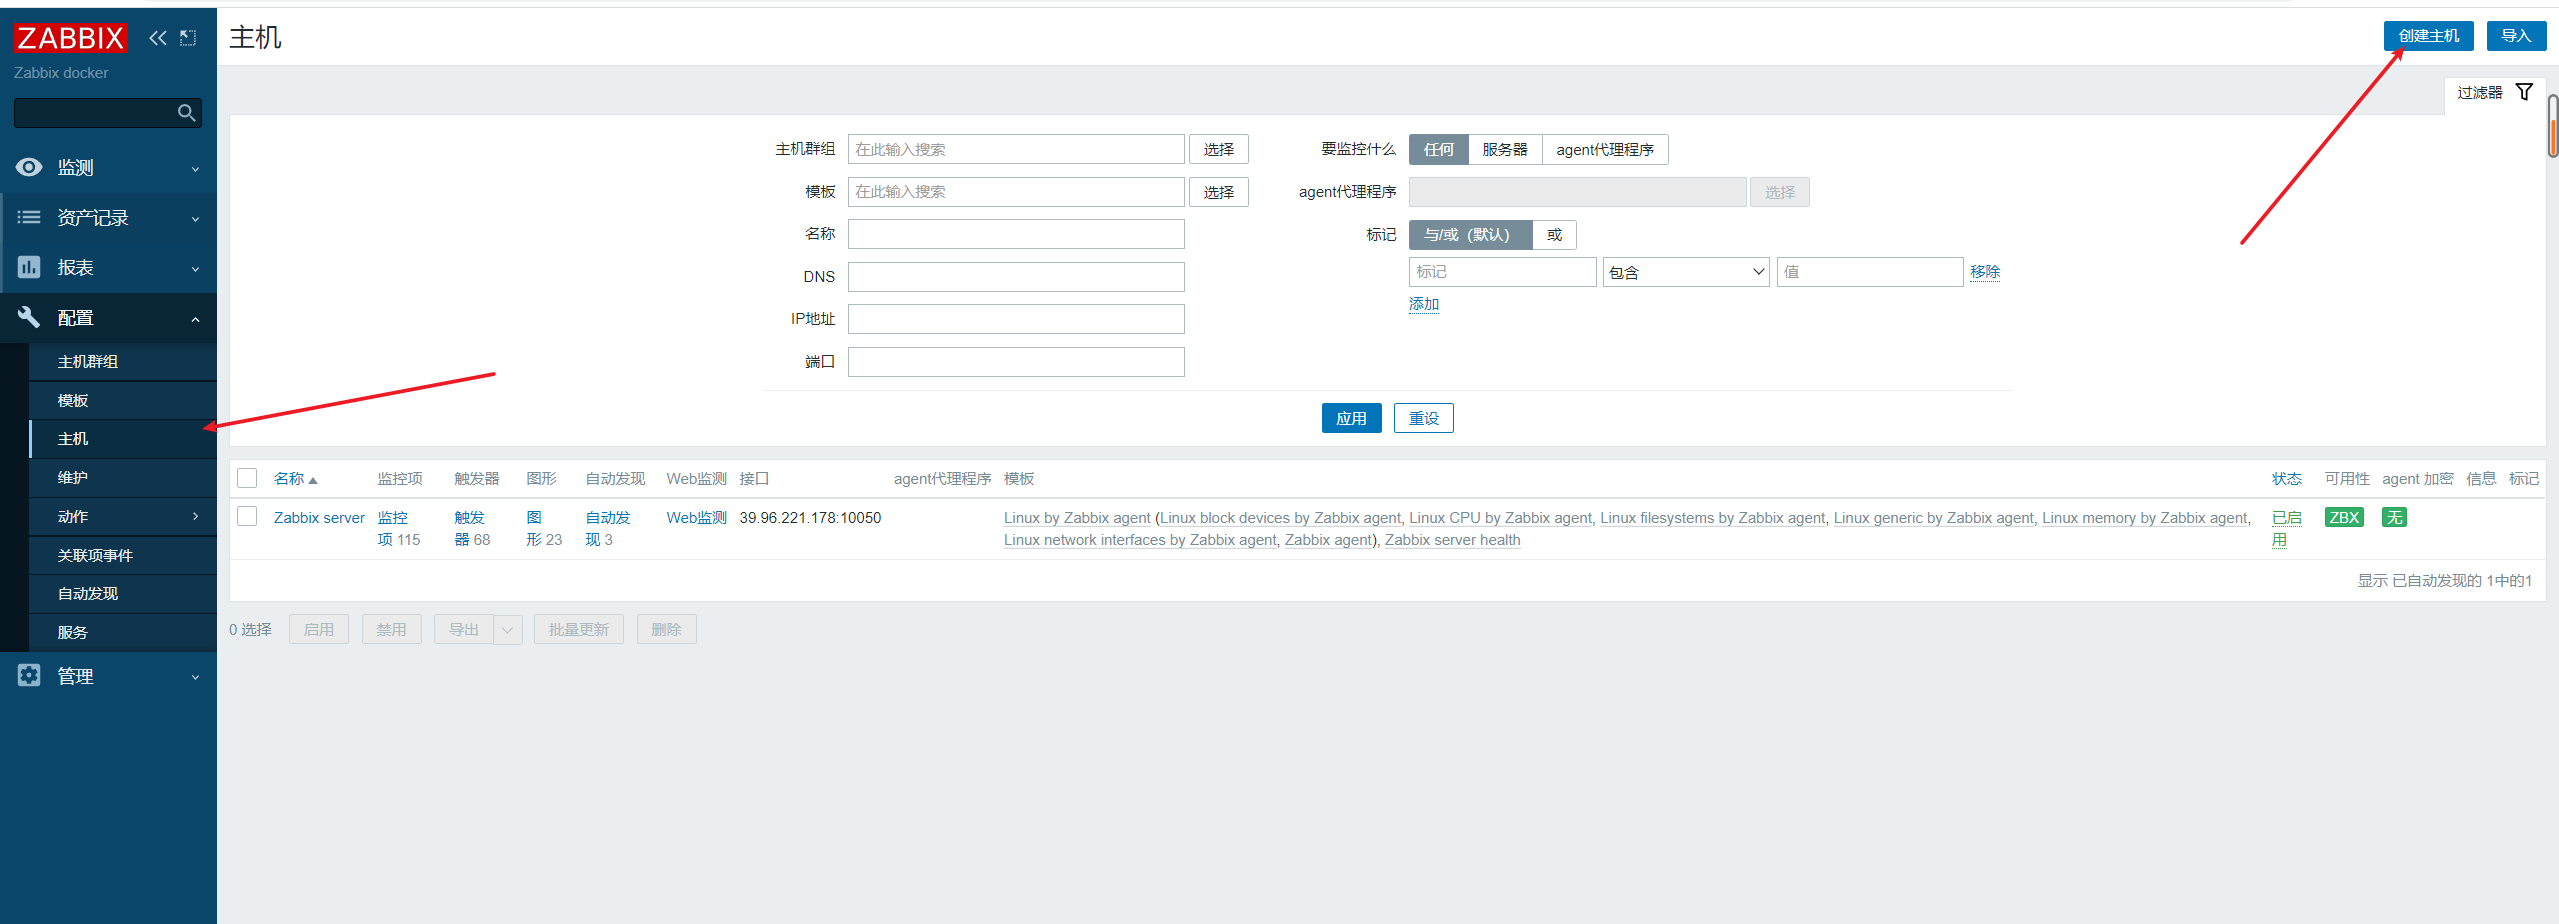 ZABBIX
Zabbix docker
监测
资产记录
报表
配置
主机群组
模板
主机
维护
动作
关联项事件
自动发现
服务
管理
主机
创建主机 导入
过滤器
主机群组 在此输入搜索 选择
模板 在此输入搜索 选择
名称
DNS
IP地址
端口
要监控什么 任何 服务器 agent代理程序
agent代理程序 选择
标记 与/或（默认） 或
标记 包含 值 移除
添加
应用 重设
名称 监控项 触发器 图形 自动发现 Web监测 接口 agent代理程序 模板 状态 可用性 agent 加密 信息 标记
Zabbix server 监控 触发 图 自动发 Web监测 39.96.221.178:10050 Linux by Zabbix agent (Linux block devices by Zabbix agent, Linux CPU by Zabbix agent, Linux filesystems by Zabbix agent, Linux generic by Zabbix agent, Linux memory by Zabbix agent, 已启 ZBX 无
项 115 器 68 形 23 现 3 Linux network interfaces by Zabbix agent, Zabbix agent), Zabbix server health 用
显示 已自动发现的 1中的1
0 选择 启用 禁用 导出 批量更新 删除